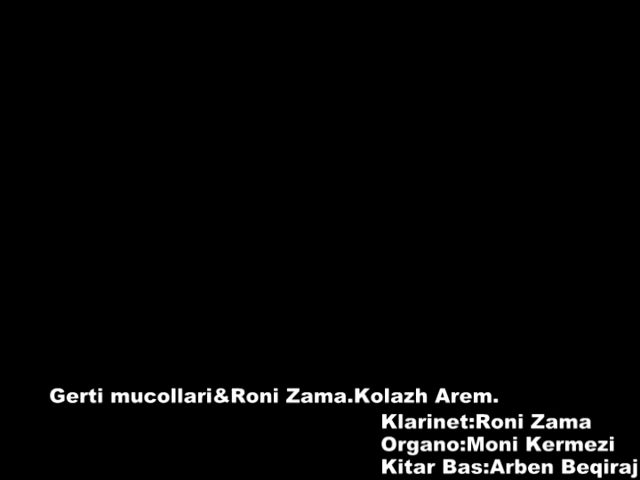 Gerti mucollari&Roni Zama.Kolazh Arem.
Klarinet:Roni Zama
Organo:Moni Kermezi
Kitar Bas:Arben Beqiraj